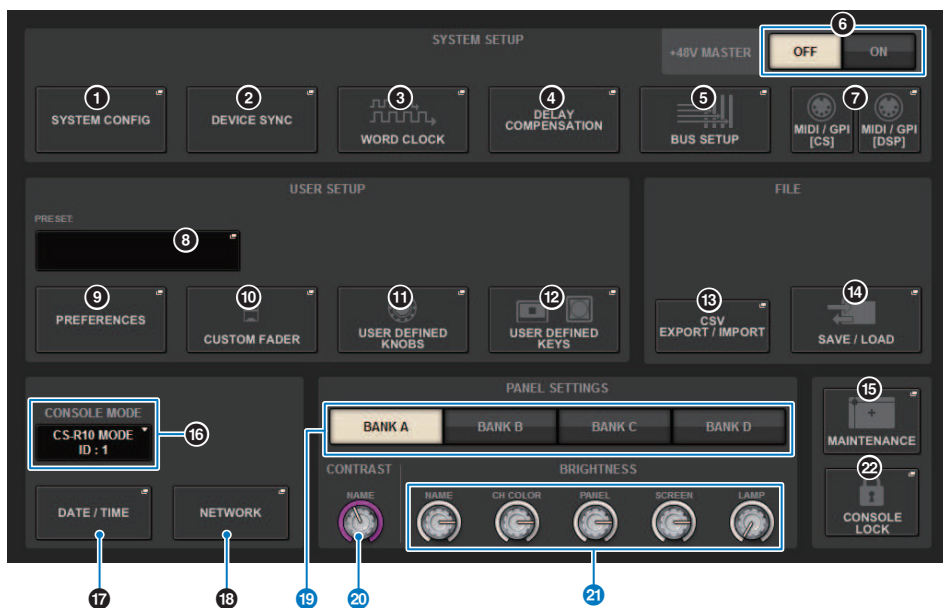 6
SYSTEM SETUP
+48V MASTER
OFF
ON
1
SYSTEM CONFIG
2
DEVICE SYNC
3
WORD CLOCK
4
DELAY
COMPENSATION
5
BUS SETUP
7
MIDI / GPI
[CS]
MIDI / GPI
[DSP]
USER SETUP
FILE
PRESET:
8
9
PREFERENCES
10
CUSTOM FADER
11
USER DEFINED
KNOBS
12
USER DEFINED
KEYS
13
CSV
EXPORT / IMPORT
14
SAVE / LOAD
CONSOLE MODE
CS-R10 MODE
ID : 1
16
PANEL SETTINGS
BANK A
BANK B
BANK C
BANK D
15
MAINTENANCE
CONTRAST
BRIGHTNESS
NAME
NAME
CH COLOR
PANEL
SCREEN
LAMP
22
CONSOLE
LOCK
DATE / TIME
NETWORK
17
18
19
20
21